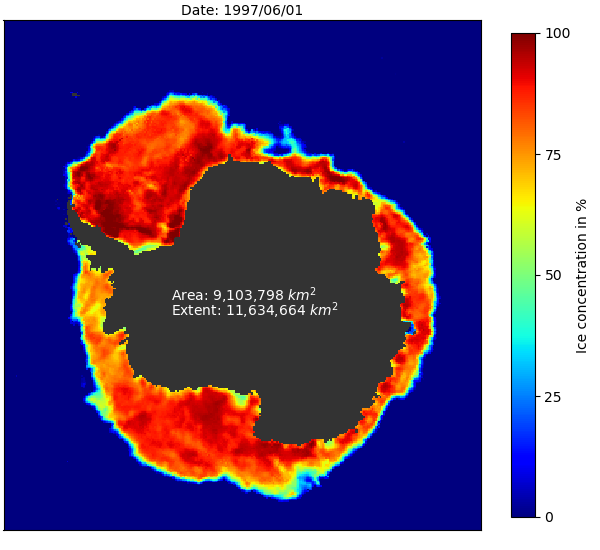 Date: 1997/06/01
100
75
50
25
0
Ice concentration in %
Area: 9,103,798 km²
Extent: 11,634,664 km²